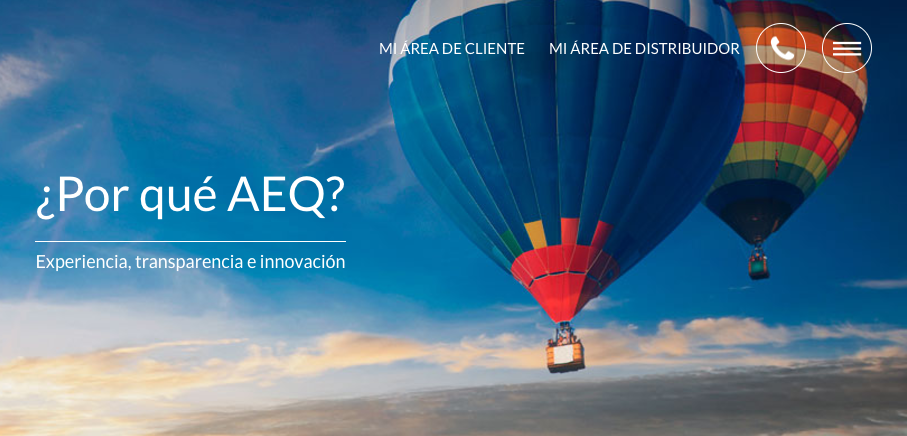 MI ÁREA DE CLIENTE MI ÁREA DE DISTRIBUIDOR
¿Por qué AEQ?
Experiencia, transparencia e innovación